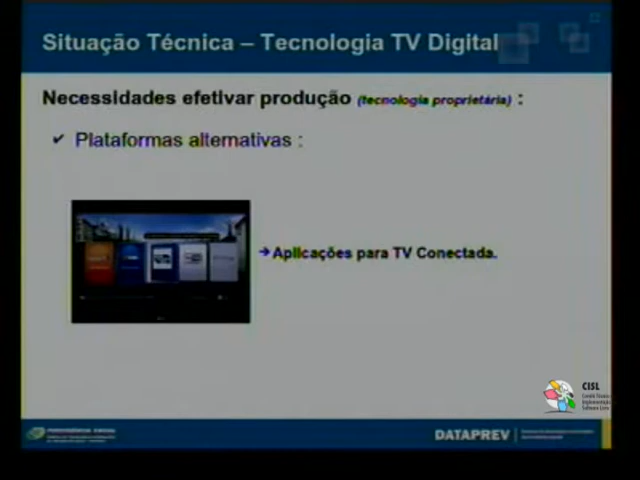 Situação Técnica – Tecnologia TV Digital
Necessidades efetivar produção (tecnologia proprietária) :
✔ Plataformas alternativas :
➔ Aplicações para TV Conectada.
CISL
DATAPREV